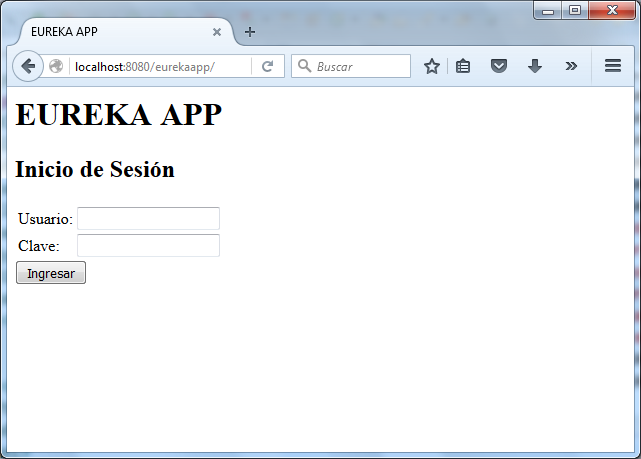 EUREKA APP
localhost:8080/eurekaapp/
Buscar
EUREKA APP
Inicio de Sesión
Usuario:
Clave:
Ingresar